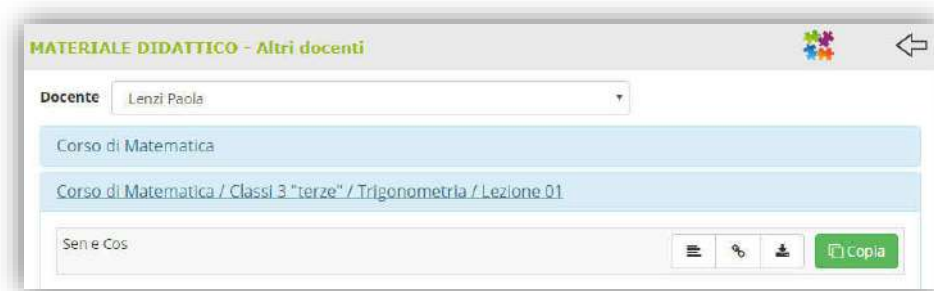 MATERIALE DIDATTICO - Altri docenti
Docente Lenzi Paola
Corso di Matematica
Corso di Matematica / Classi 3 "terze" / Trigonometria / Lezione 01
Sen e Cos
Copia